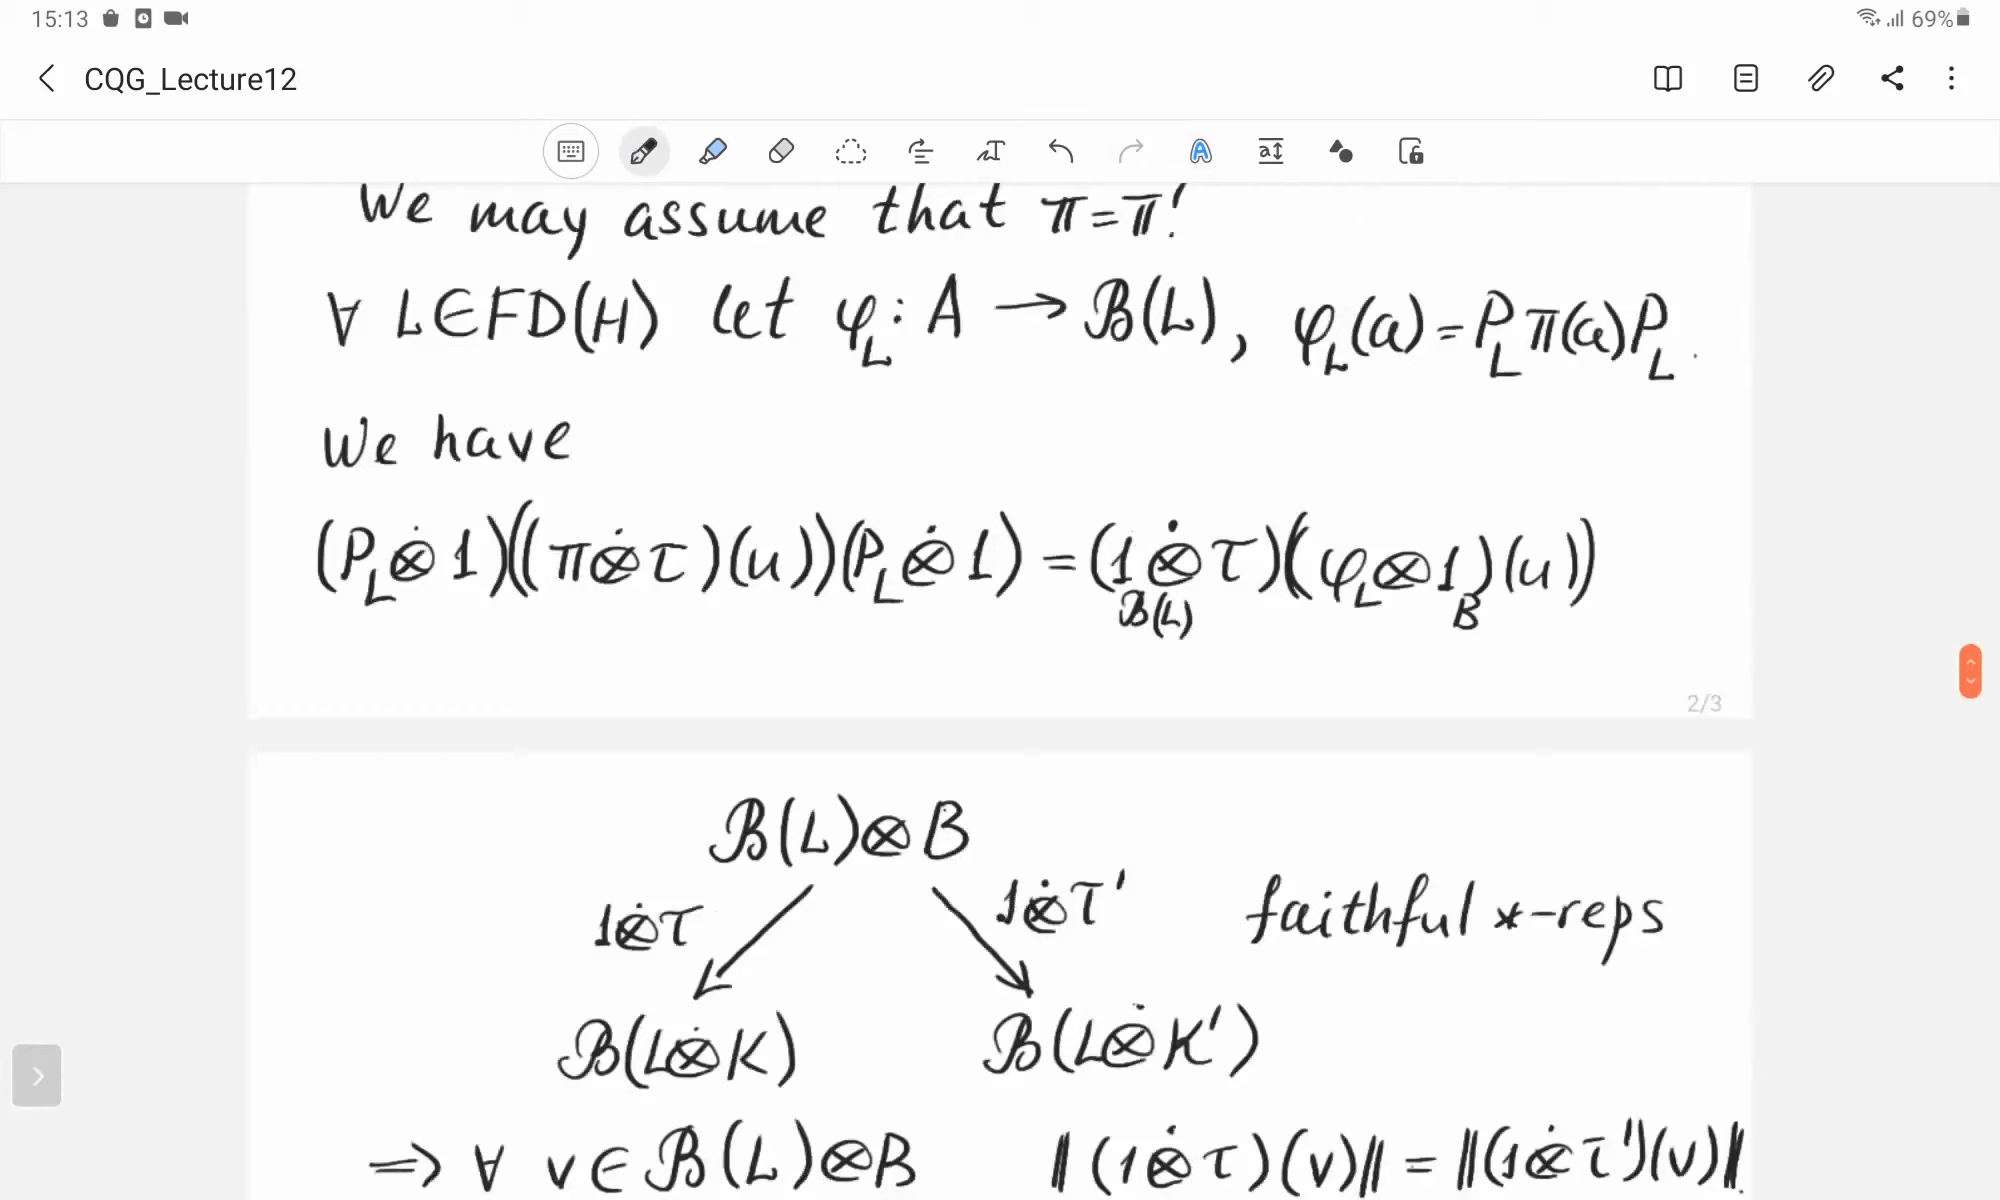 15:13 69%
CQG_Lecture12
We may assume that π=π!
∀ L∈FD(H) let φ_L : A → B(L), φ_L(a)=P_L π(a)P_L.
We have
(P_L ⊗̇ 1)((π ⊗̇ τ)(u))(P_L ⊗̇ 1) = (1_B(L) ⊗̇ τ)(φ_L ⊗ 1_B)(u))
2/3
B(L)⊗B
1⊗̇τ 1⊗̇τ' faithful *-reps
B(L⊗̇K) B(L⊗̇K')
⇒ ∀ v∈B(L)⊗B ‖(1⊗̇τ)(v)‖ = ‖(1⊗̇τ')(v)‖.